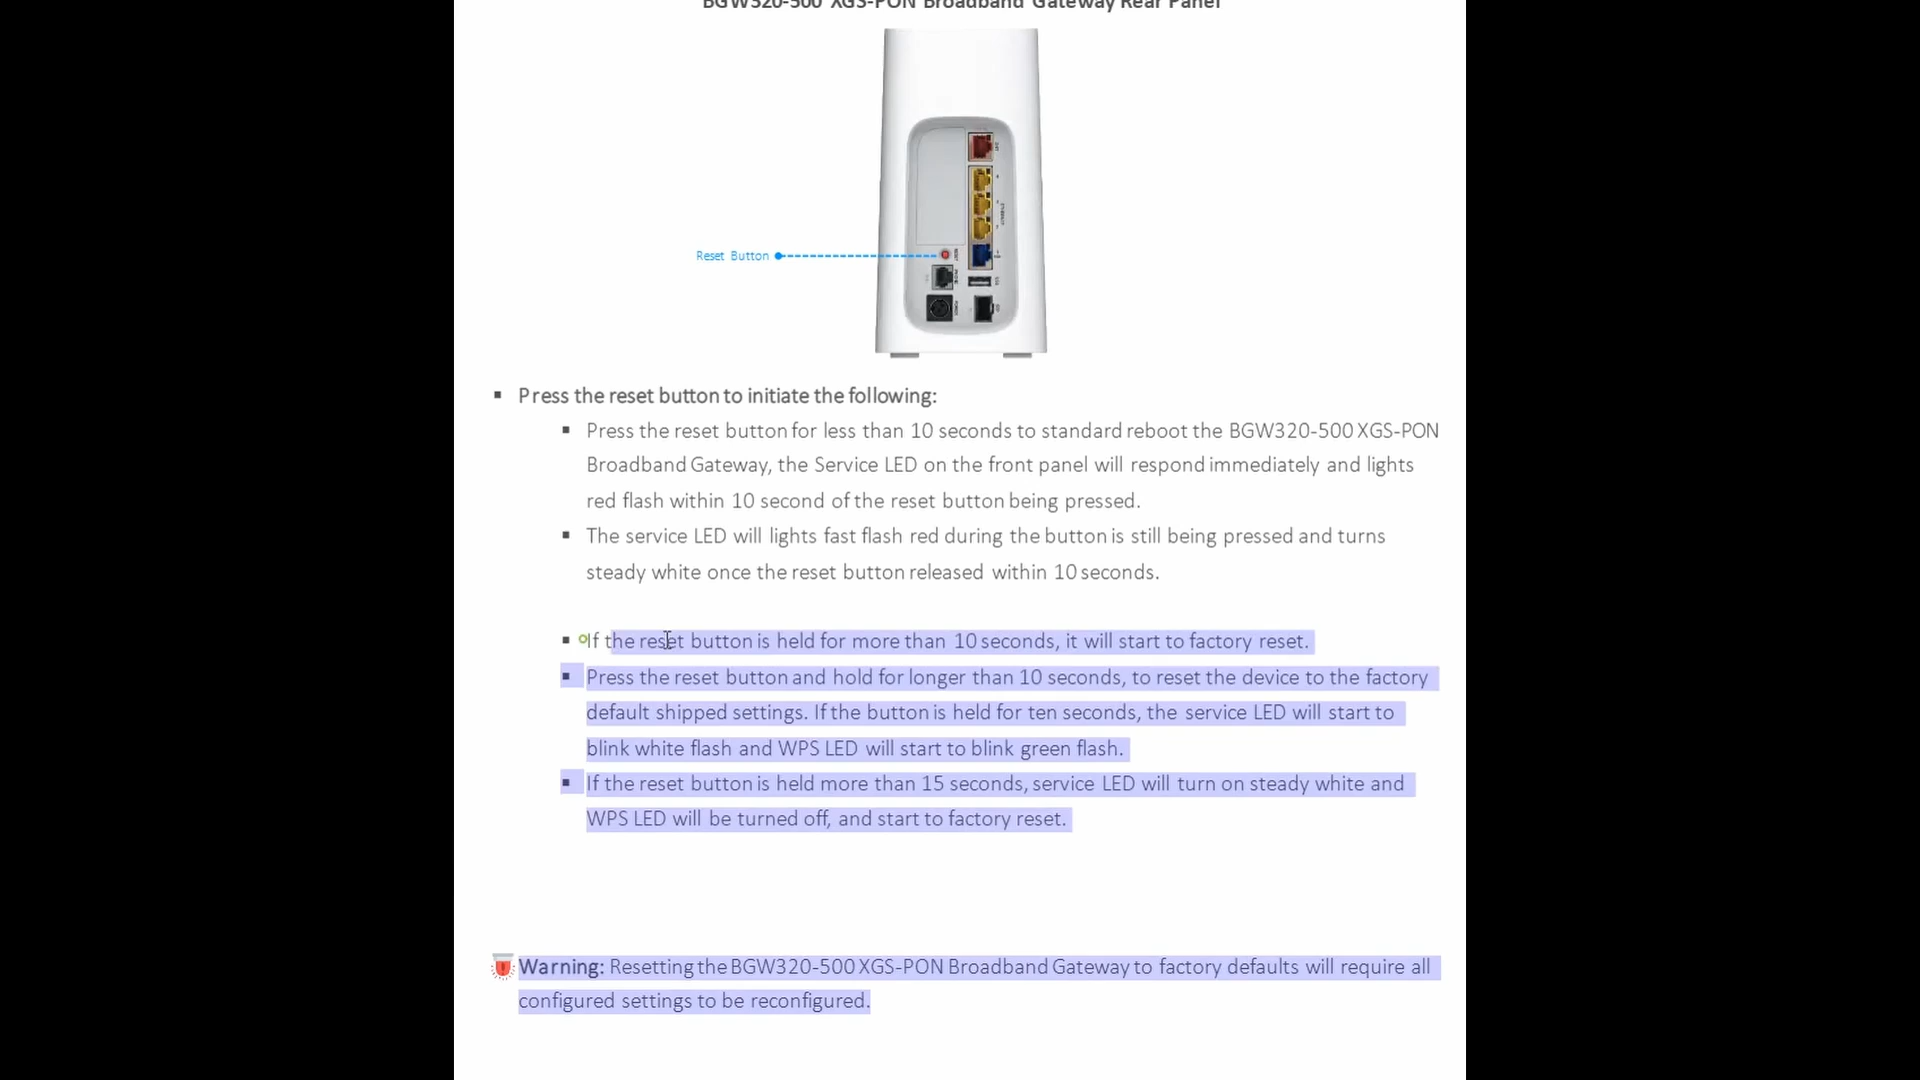 BGW320-500 XGS-PON Broadband Gateway Rear Panel
Reset Button
Press the reset button to initiate the following:
Press the reset button for less than 10 seconds to standard reboot the BGW320-500 XGS-PON
Broadband Gateway, the Service LED on the front panel will respond immediately and lights
red flash within 10 second of the reset button being pressed.
The service LED will lights fast flash red during the button is still being pressed and turns
steady white once the reset button released within 10 seconds.
If the reset button is held for more than 10 seconds, it will start to factory reset.
Press the reset button and hold for longer than 10 seconds, to reset the device to the factory
default shipped settings. If the button is held for ten seconds, the service LED will start to
blink white flash and WPS LED will start to blink green flash.
If the reset button is held more than 15 seconds, service LED will turn on steady white and
WPS LED will be turned off, and start to factory reset.
Warning: Resetting the BGW320-500 XGS-PON Broadband Gateway to factory defaults will require all
configured settings to be reconfigured.